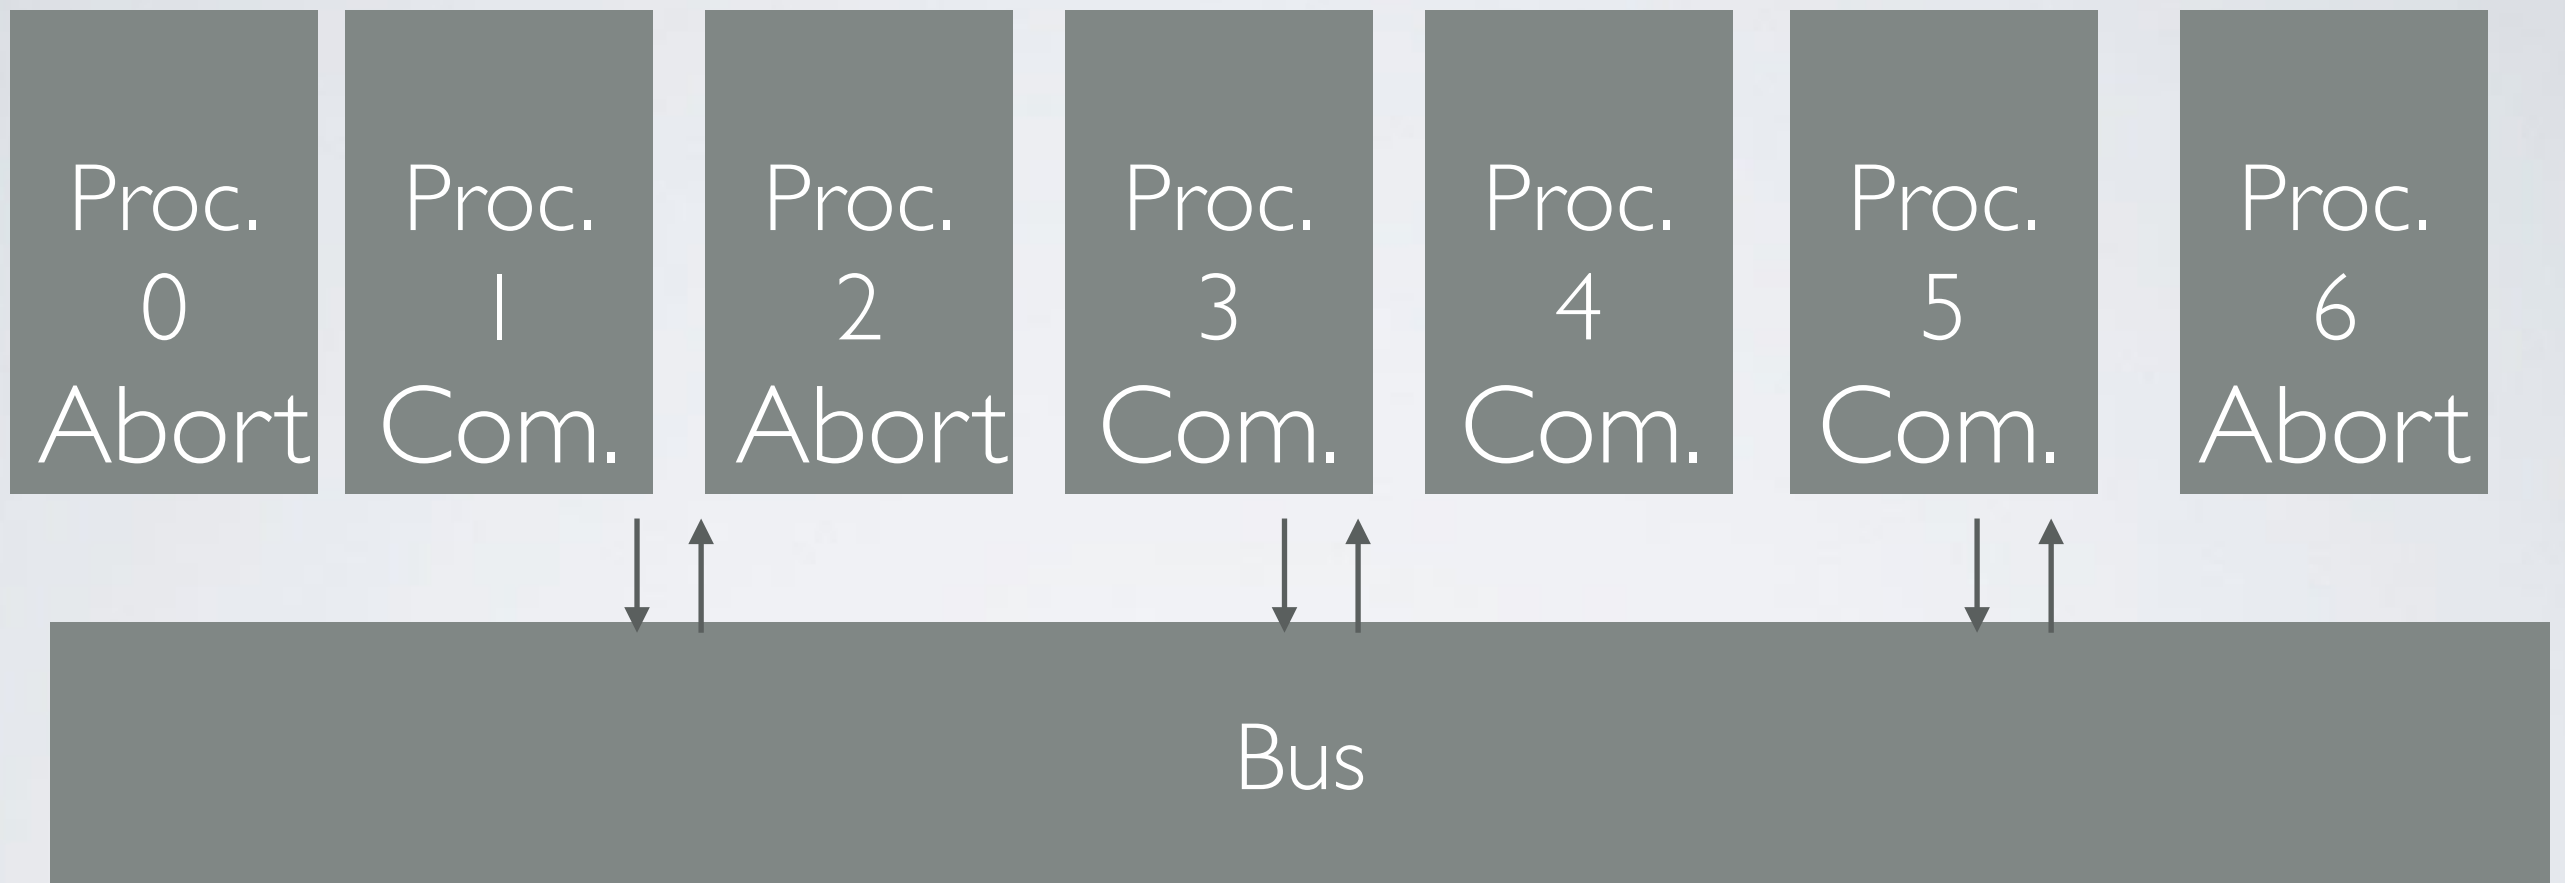 Proc.
0
Abort
Proc.
1
Com.
Proc.
2
Abort
Proc.
3
Com.
Proc.
4
Com.
Proc.
5
Com.
Proc.
6
Abort
Bus